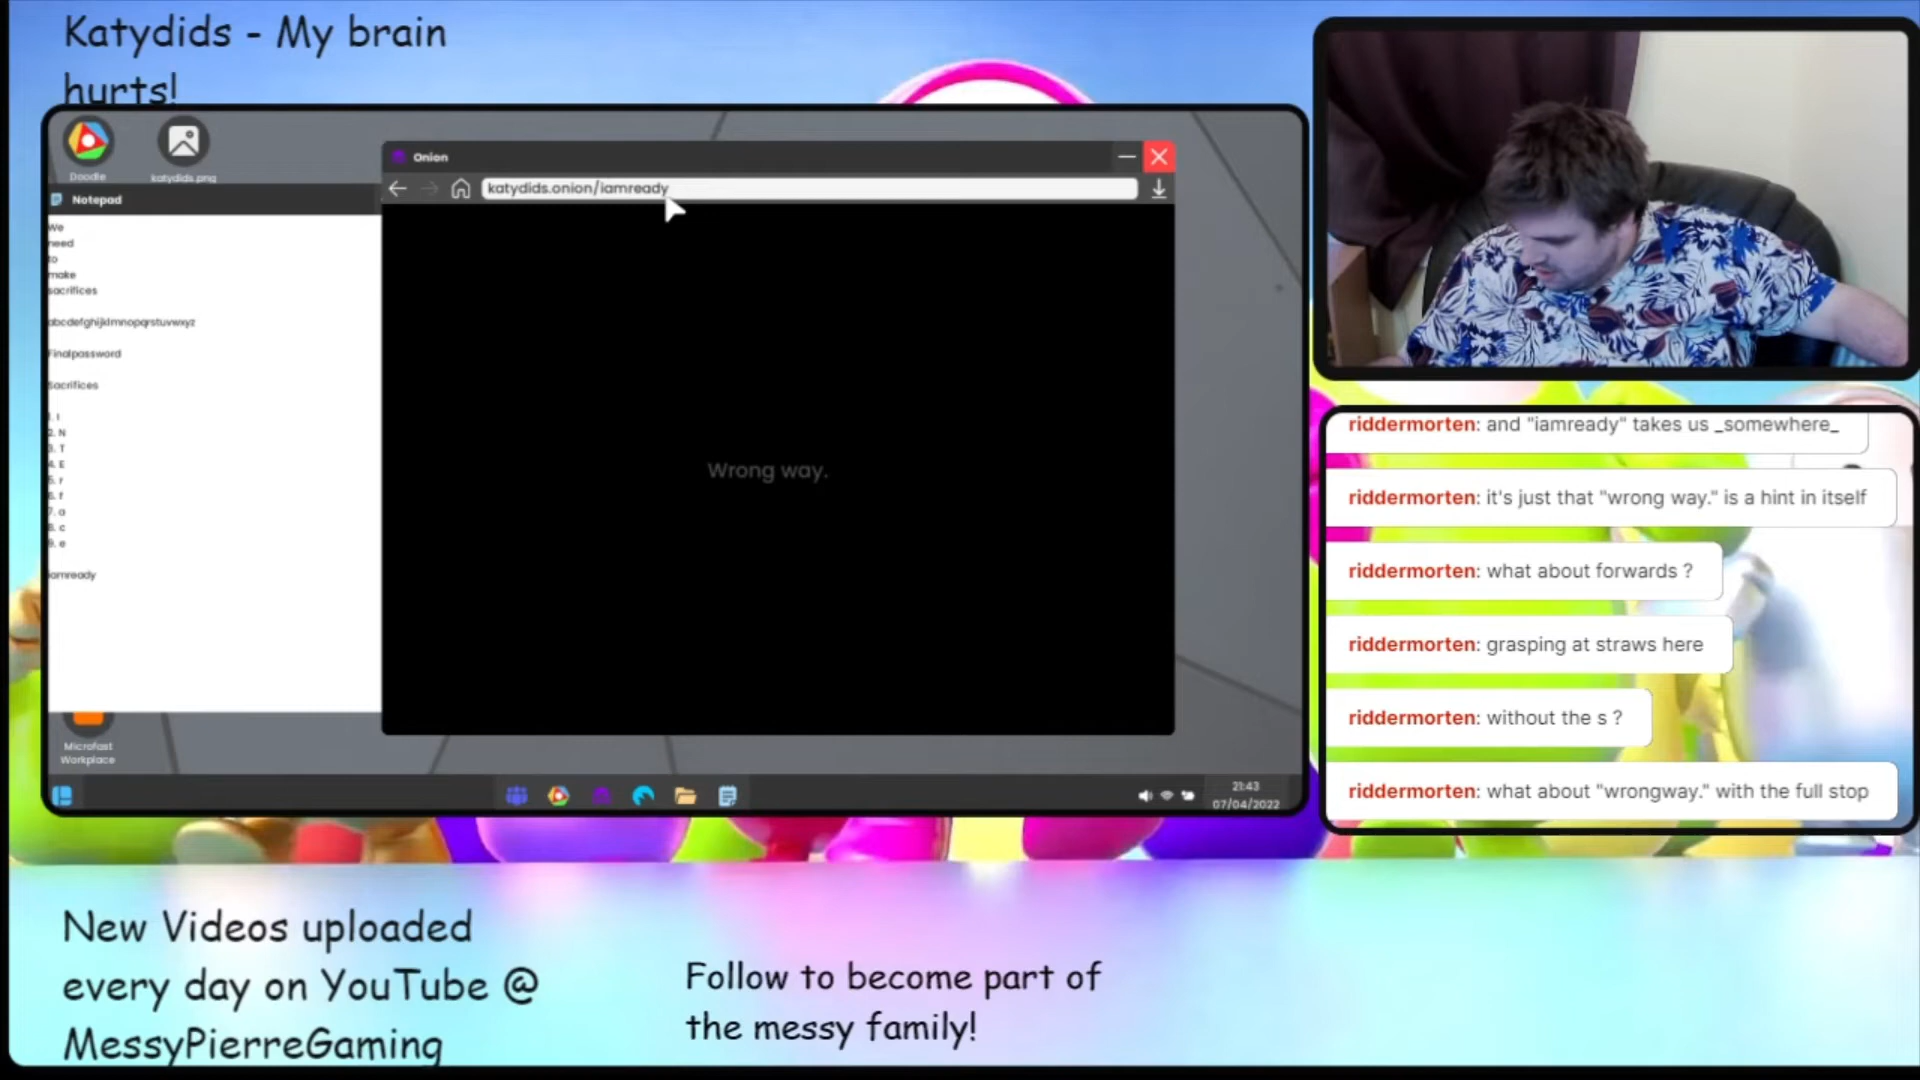 Katydids - My brain
hurts!
Doodle
katydids.png
Notepad
We
need
to
make
sacrifices
abcdefghijklmnopqrstuvwxyz
Finalpassword
Sacrifices
1. I
2. N
3. T
4. E
5. r
6. f
7. a
8. c
9. e
iamready
Onion
katydids.onion/iamready
Wrong way.
Microfast
Workplace
21:43
07/04/2022
riddermorten: and "iamready" takes us _somewhere_
riddermorten: it's just that "wrong way." is a hint in itself
riddermorten: what about forwards ?
riddermorten: grasping at straws here
riddermorten: without the s ?
riddermorten: what about "wrongway." with the full stop
New Videos uploaded
every day on YouTube @
MessyPierreGaming
Follow to become part of
the messy family!